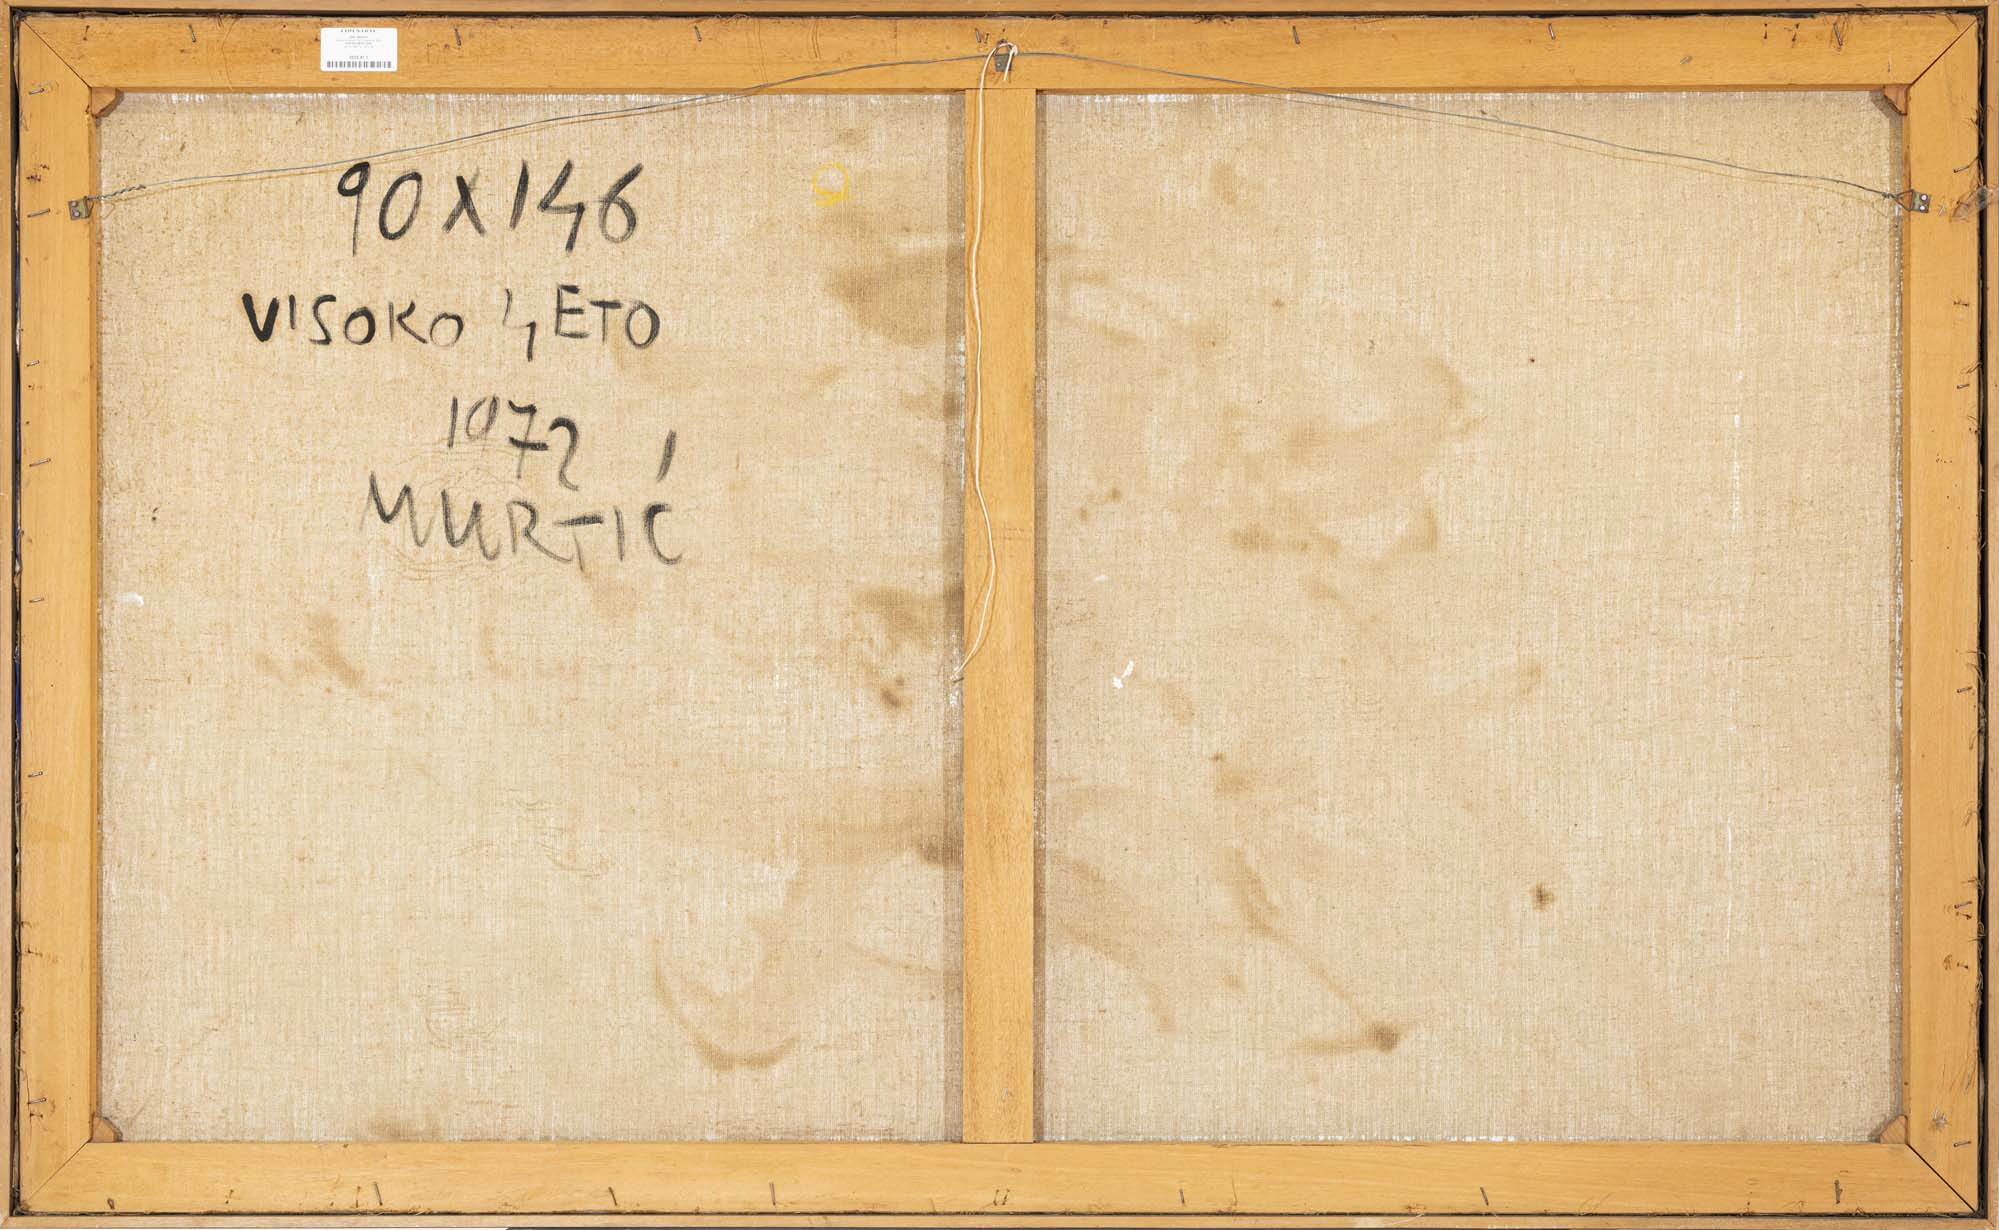 90 X 146
VISOKO LJETO
1972
MURTIĆ